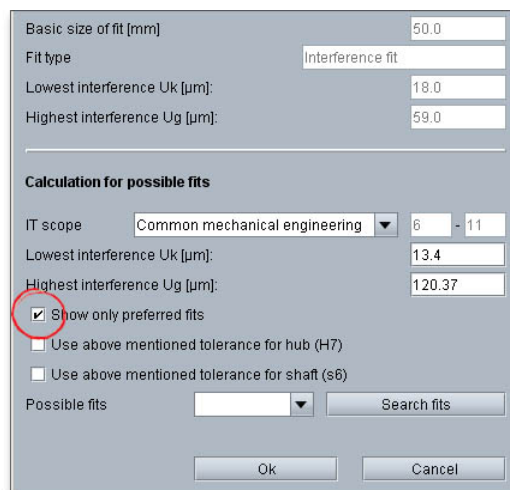 Basic size of fit [mm] 50.0
Fit type Interference fit
Lowest interference Uk [µm]: 18.0
Highest interference Ug [µm]: 59.0
Calculation for possible fits
IT scope Common mechanical engineering 6 - 11
Lowest interference Uk [µm]: 13.4
Highest interference Ug [µm]: 120.37
Show only preferred fits
Use above mentioned tolerance for hub (H7)
Use above mentioned tolerance for shaft (s6)
Possible fits Search fits
Ok Cancel